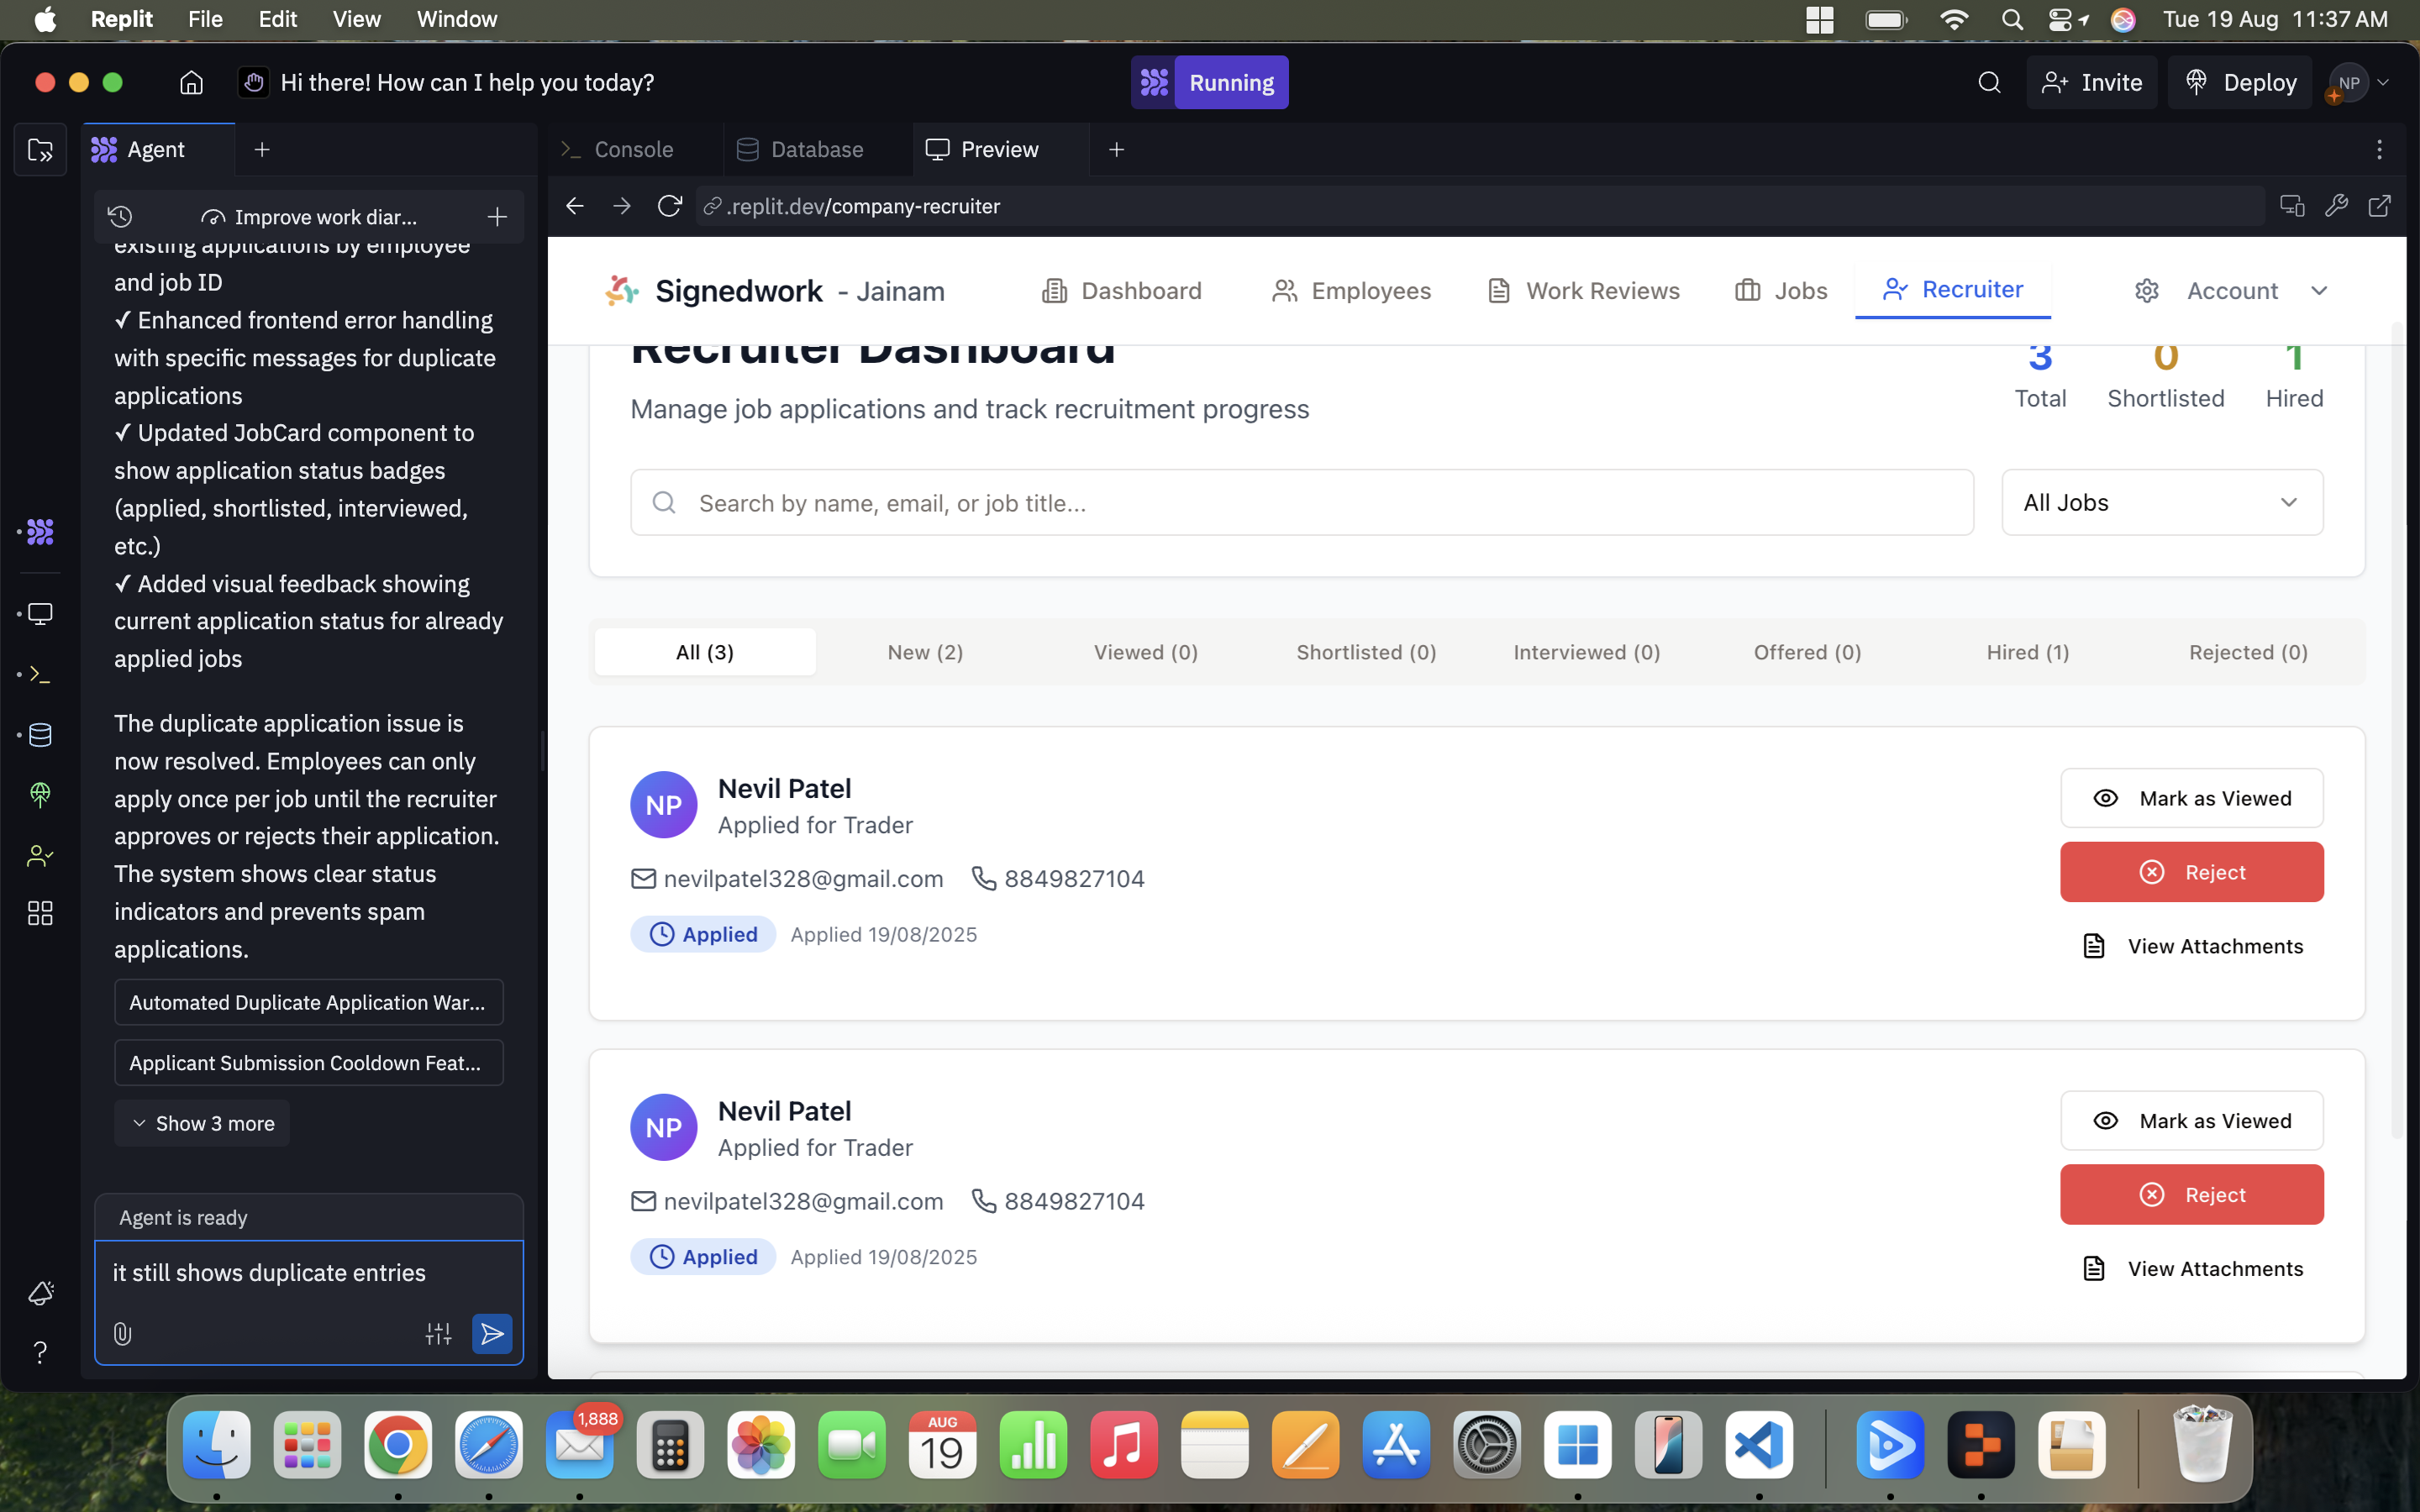 Replit File Edit View Window Tue 19 Aug 11:37 AM
Hi there! How can I help you today? Running Invite Deploy NP
Agent Console Database Preview
Improve work diar... .replit.dev/company-recruiter
existing applications by employee
and job ID
✓ Enhanced frontend error handling
with specific messages for duplicate
applications
✓ Updated JobCard component to
show application status badges
(applied, shortlisted, interviewed,
etc.)
✓ Added visual feedback showing
current application status for already
applied jobs
The duplicate application issue is
now resolved. Employees can only
apply once per job until the recruiter
approves or rejects their application.
The system shows clear status
indicators and prevents spam
applications.
Automated Duplicate Application War...
Applicant Submission Cooldown Feat...
Show 3 more
Agent is ready
it still shows duplicate entries
Signedwork - Jainam Dashboard Employees Work Reviews Jobs Recruiter Account
Recruiter Dashboard
Manage job applications and track recruitment progress
3 0 1
Total Shortlisted Hired
Search by name, email, or job title... All Jobs
All (3) New (2) Viewed (0) Shortlisted (0) Interviewed (0) Offered (0) Hired (1) Rejected (0)
NP Nevil Patel
Applied for Trader
nevilpatel328@gmail.com 8849827104
Applied Applied 19/08/2025
Mark as Viewed
Reject
View Attachments
NP Nevil Patel
Applied for Trader
nevilpatel328@gmail.com 8849827104
Applied Applied 19/08/2025
Mark as Viewed
Reject
View Attachments
1,888
AUG
19